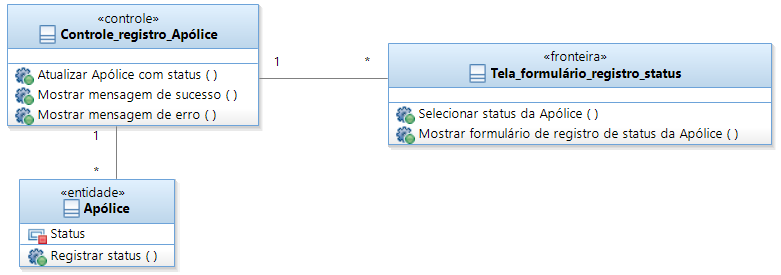 «controle»
Controle_registro_Apólice
Atualizar Apólice com status ( )
Mostrar mensagem de sucesso ( )
Mostrar mensagem de erro ( )
1
*
«fronteira»
Tela_formulário_registro_status
Selecionar status da Apólice ( )
Mostrar formulário de registro de status da Apólice ( )
1
*
«entidade»
Apólice
Status
Registrar status ( )